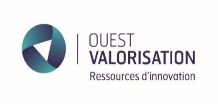 OUEST
VALORISATION
Ressources d'innovation